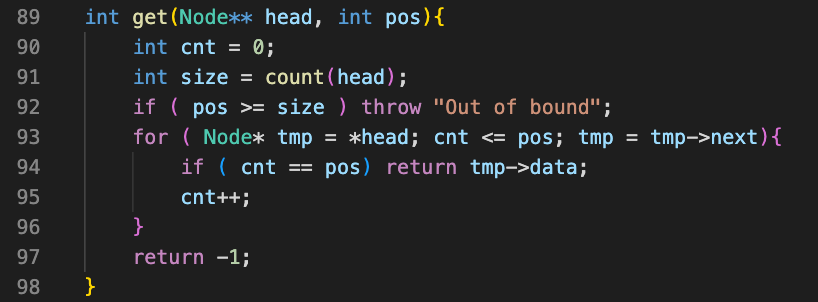 89 int get(Node** head, int pos){
90     int cnt = 0;
91     int size = count(head);
92     if ( pos >= size ) throw "Out of bound";
93     for ( Node* tmp = *head; cnt <= pos; tmp = tmp->next){
94         if ( cnt == pos) return tmp->data;
95         cnt++;
96     }
97     return -1;
98 }